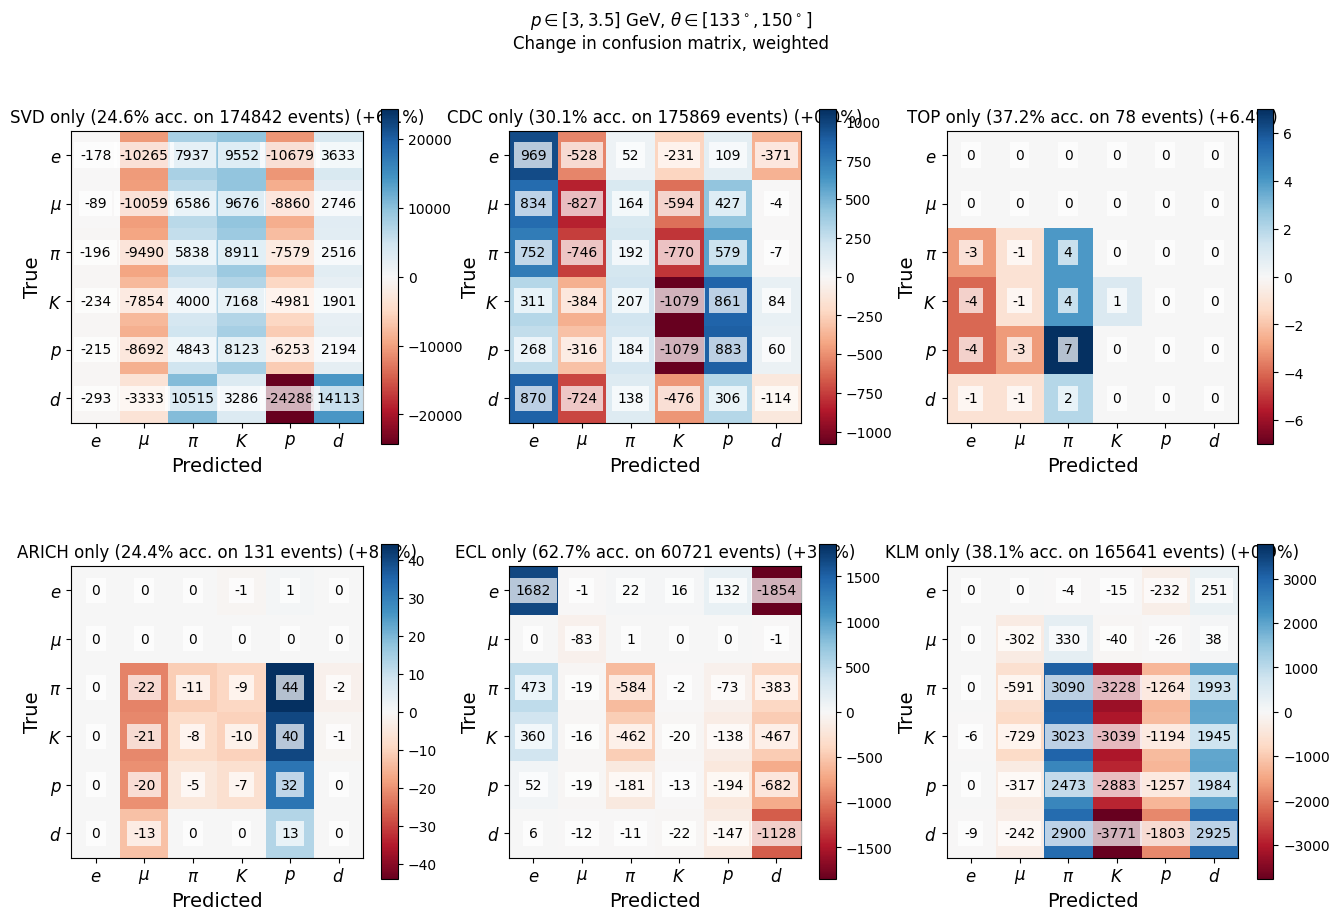 p ∈ [3, 3.5] GeV, θ ∈ [133°, 150°]
Change in confusion matrix, weighted
SVD only (24.6% acc. on 174842 events)
CDC only (30.1% acc. on 175869 events)
TOP only (37.2% acc. on 78 events)
e -178 -10265 7937 9552 -10679 3633
μ -89 -10059 6586 9676 -8860 2746
π -196 -9490 5838 8911 -7579 2516
K -234 -7854 4000 7168 -4981 1901
p -215 -8692 4843 8123 -6253 2194
d -293 -3333 10515 3286 -24288 14113
e μ π K p d
True
Predicted
20000
10000
0
−10000
−20000
e 969 -528 52 -231 109 -371
μ 834 -827 164 -594 427 -4
π 752 -746 192 -770 579 -7
K 311 -384 207 -1079 861 84
p 268 -316 184 -1079 883 60
d 870 -724 138 -476 306 -114
e μ π K p d
True
Predicted
1000
750
500
250
0
−250
−500
−750
−1000
e 0 0 0 0 0 0
μ 0 0 0 0 0 0
π -3 -1 4 0 0 0
K -4 -1 4 1 0 0
p -4 -3 7 0 0 0
d -1 -1 2 0 0 0
e μ π K p d
True
Predicted
6
4
2
0
−2
−4
−6
ARICH only (24.4% acc. on 131 events)
ECL only (62.7% acc. on 60721 events)
KLM only (38.1% acc. on 165641 events)
e 0 0 0 -1 1 0
μ 0 0 0 0 0 0
π 0 -22 -11 -9 44 -2
K 0 -21 -8 -10 40 -1
p 0 -20 -5 -7 32 0
d 0 -13 0 0 13 0
e μ π K p d
True
Predicted
40
30
20
10
0
−10
−20
−30
−40
e 1682 -1 22 16 132 -1854
μ 0 -83 1 0 0 -1
π 473 -19 -584 -2 -73 -383
K 360 -16 -462 -20 -138 -467
p 52 -19 -181 -13 -194 -682
d 6 -12 -11 -22 -147 -1128
e μ π K p d
True
Predicted
1500
1000
500
0
−500
−1000
−1500
e 0 0 -4 -15 -232 251
μ 0 -302 330 -40 -26 38
π 0 -591 3090 -3228 -1264 1993
K -6 -729 3023 -3039 -1194 1945
p 0 -317 2473 -2883 -1257 1984
d -9 -242 2900 -3771 -1803 2925
e μ π K p d
True
Predicted
3000
2000
1000
0
−1000
−2000
−3000